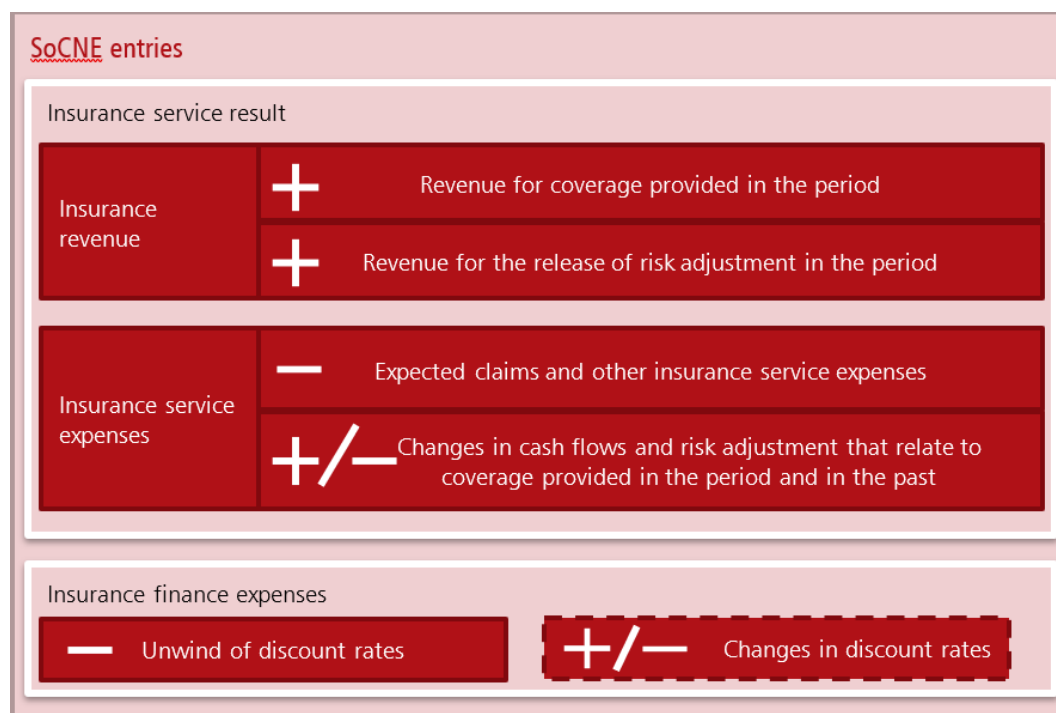 SoCNE entries
Insurance service result
Insurance
revenue
+ Revenue for coverage provided in the period
+ Revenue for the release of risk adjustment in the period
Insurance service
expenses
− Expected claims and other insurance service expenses
+/− Changes in cash flows and risk adjustment that relate to
coverage provided in the period and in the past
Insurance finance expenses
− Unwind of discount rates
+/− Changes in discount rates